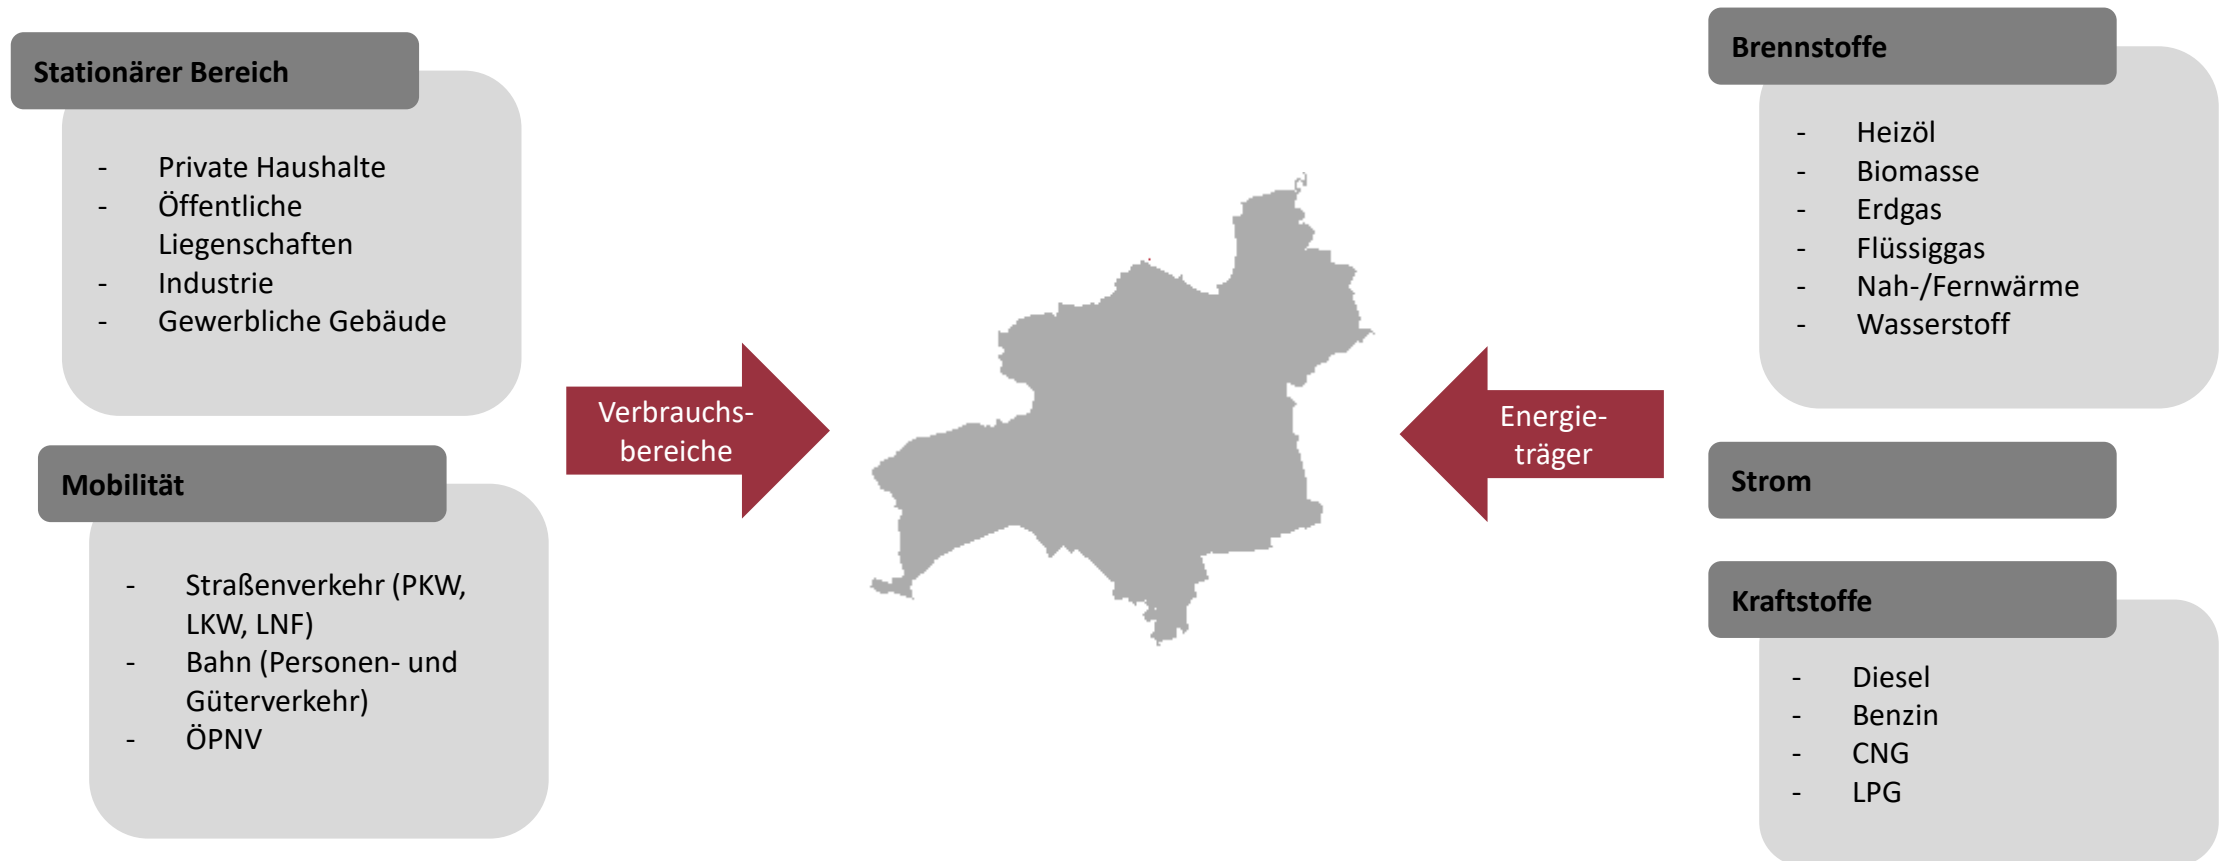 Stationärer Bereich
- Private Haushalte
- Öffentliche
Liegenschaften
- Industrie
- Gewerbliche Gebäude
Mobilität
- Straßenverkehr (PKW,
LKW, LNF)
- Bahn (Personen- und
Güterverkehr)
- ÖPNV
Verbrauchs-
bereiche
Energie-
träger
Brennstoffe
- Heizöl
- Biomasse
- Erdgas
- Flüssiggas
- Nah-/Fernwärme
- Wasserstoff
Strom
Kraftstoffe
- Diesel
- Benzin
- CNG
- LPG